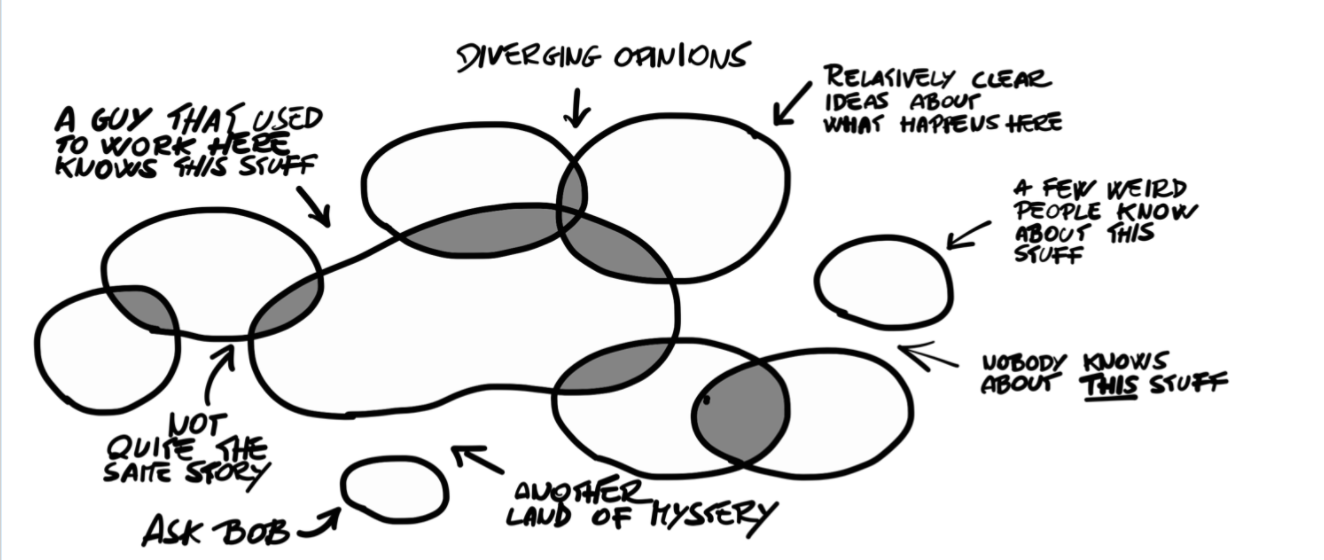 DIVERGING OPINIONS
RELATIVELY CLEAR
IDEAS ABOUT
WHAT HAPPENS HERE
A GUY THAT USED
TO WORK HERE
KNOWS THIS STUFF
A FEW WEIRD
PEOPLE KNOW
ABOUT THIS
STUFF
NOBODY KNOWS
ABOUT THIS STUFF
NOT
QUITE THE
SAME STORY
ANOTHER
LAND OF MYSTERY
ASK BOB